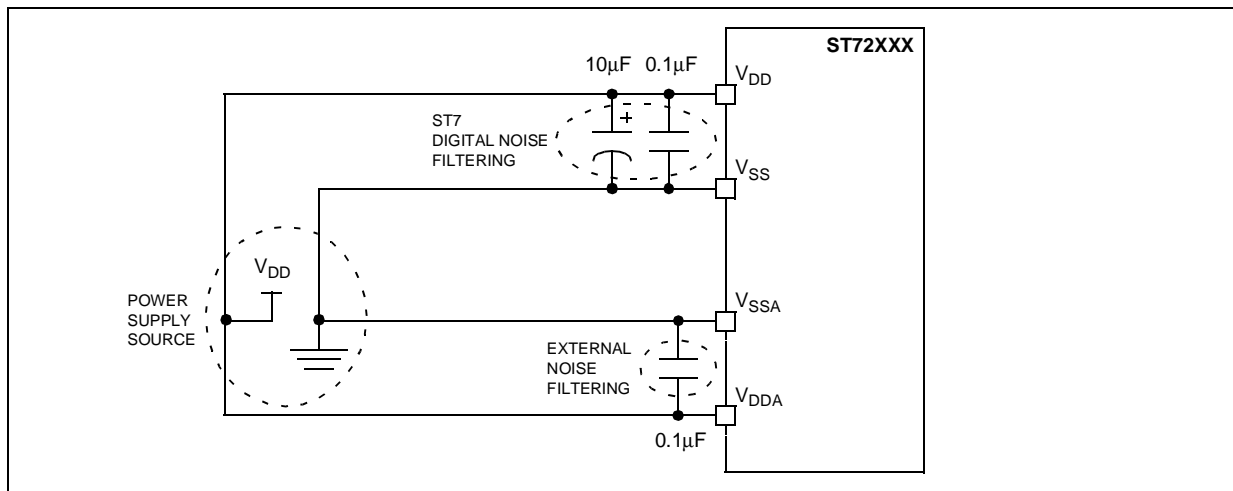 ST72XXX
10μF 0.1μF
VDD
ST7
DIGITAL NOISE
FILTERING
+
VSS
VDD
POWER
SUPPLY
SOURCE
VSSA
EXTERNAL
NOISE
FILTERING
VDDA
0.1μF